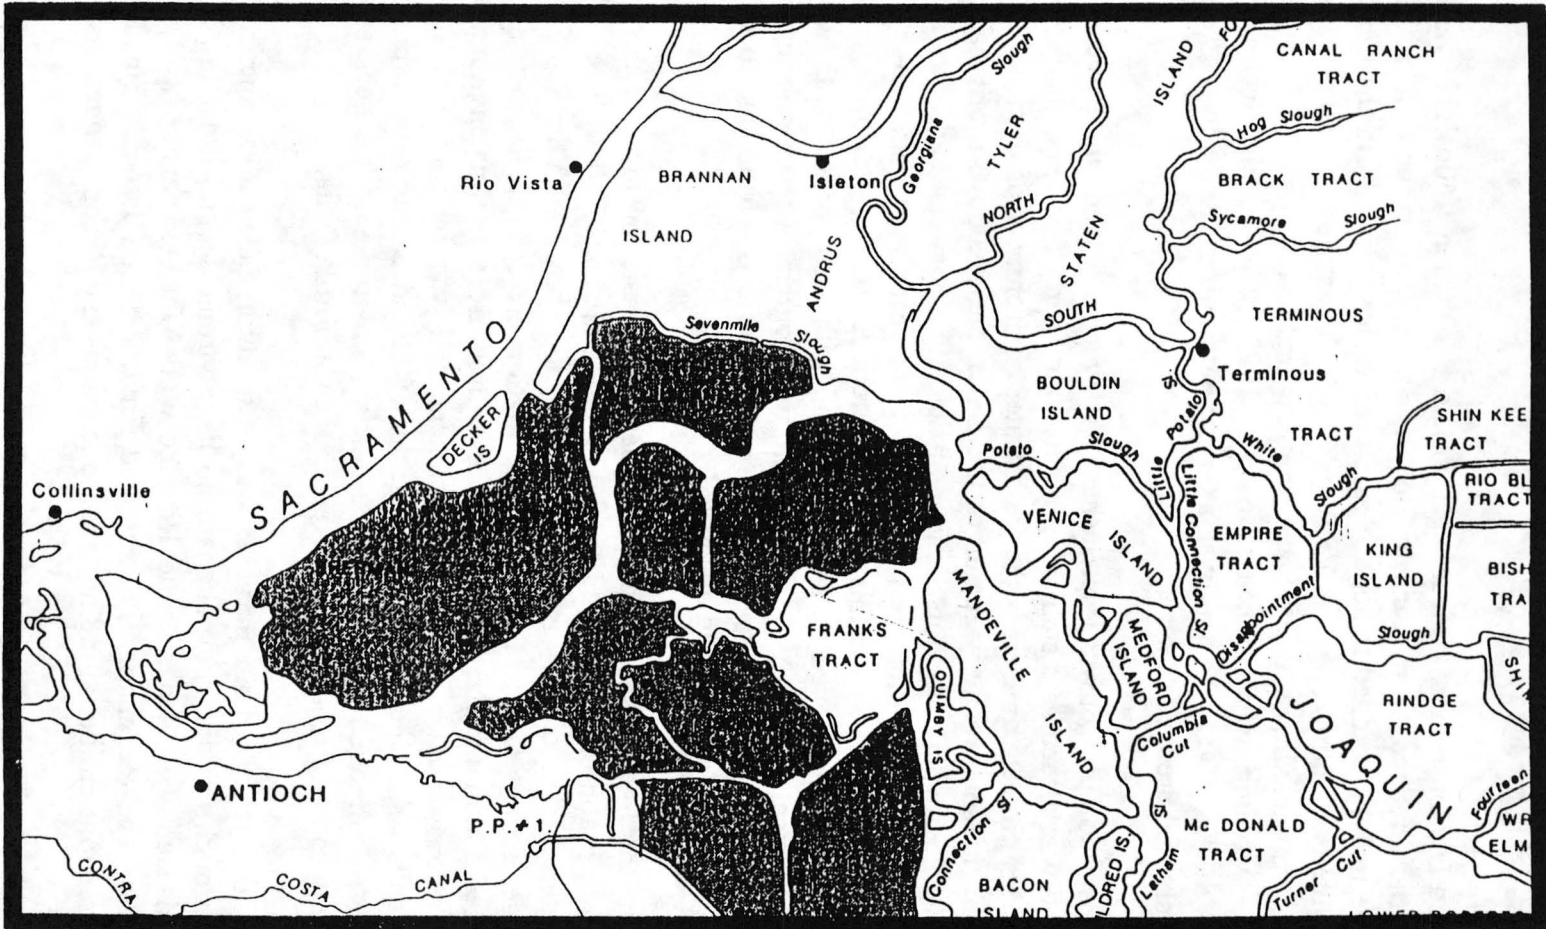 CANAL RANCH
TRACT
Hog Slough
BRACK TRACT
Sycamore Slough
ISLAND
STATEN
Slough
Georgiana
TYLER
NORTH
SOUTH
Rio Vista
BRANNAN
ISLAND
Isleton
ANDRUS
Sevenmile
Slough
TERMINOUS
Terminous
TRACT
BOULDIN
ISLAND
SHIN KEE
TRACT
RIO BL
TRACT
SACRAMENTO
DECKER
IS
Collinsville
Potato Slough
Little Potato Sl.
White Slough
Little Connection Sl.
VENICE
ISLAND
EMPIRE
TRACT
KING
ISLAND
BISH
TRA
Disappointment
Slough
MANDEVILLE
ISLAND
MEDFORD
ISLAND
FRANKS
TRACT
QUIMBY IS
Columbia
Cut
JOAQUIN
RINDGE
TRACT
Fourteen
ANTIOCH
P.P. # 1.
CONTRA COSTA CANAL
Connection Sl.
BACON
ISLAND
LDRED IS.
Latham Sl.
Mc DONALD
TRACT
Turner Cut
WR
ELM